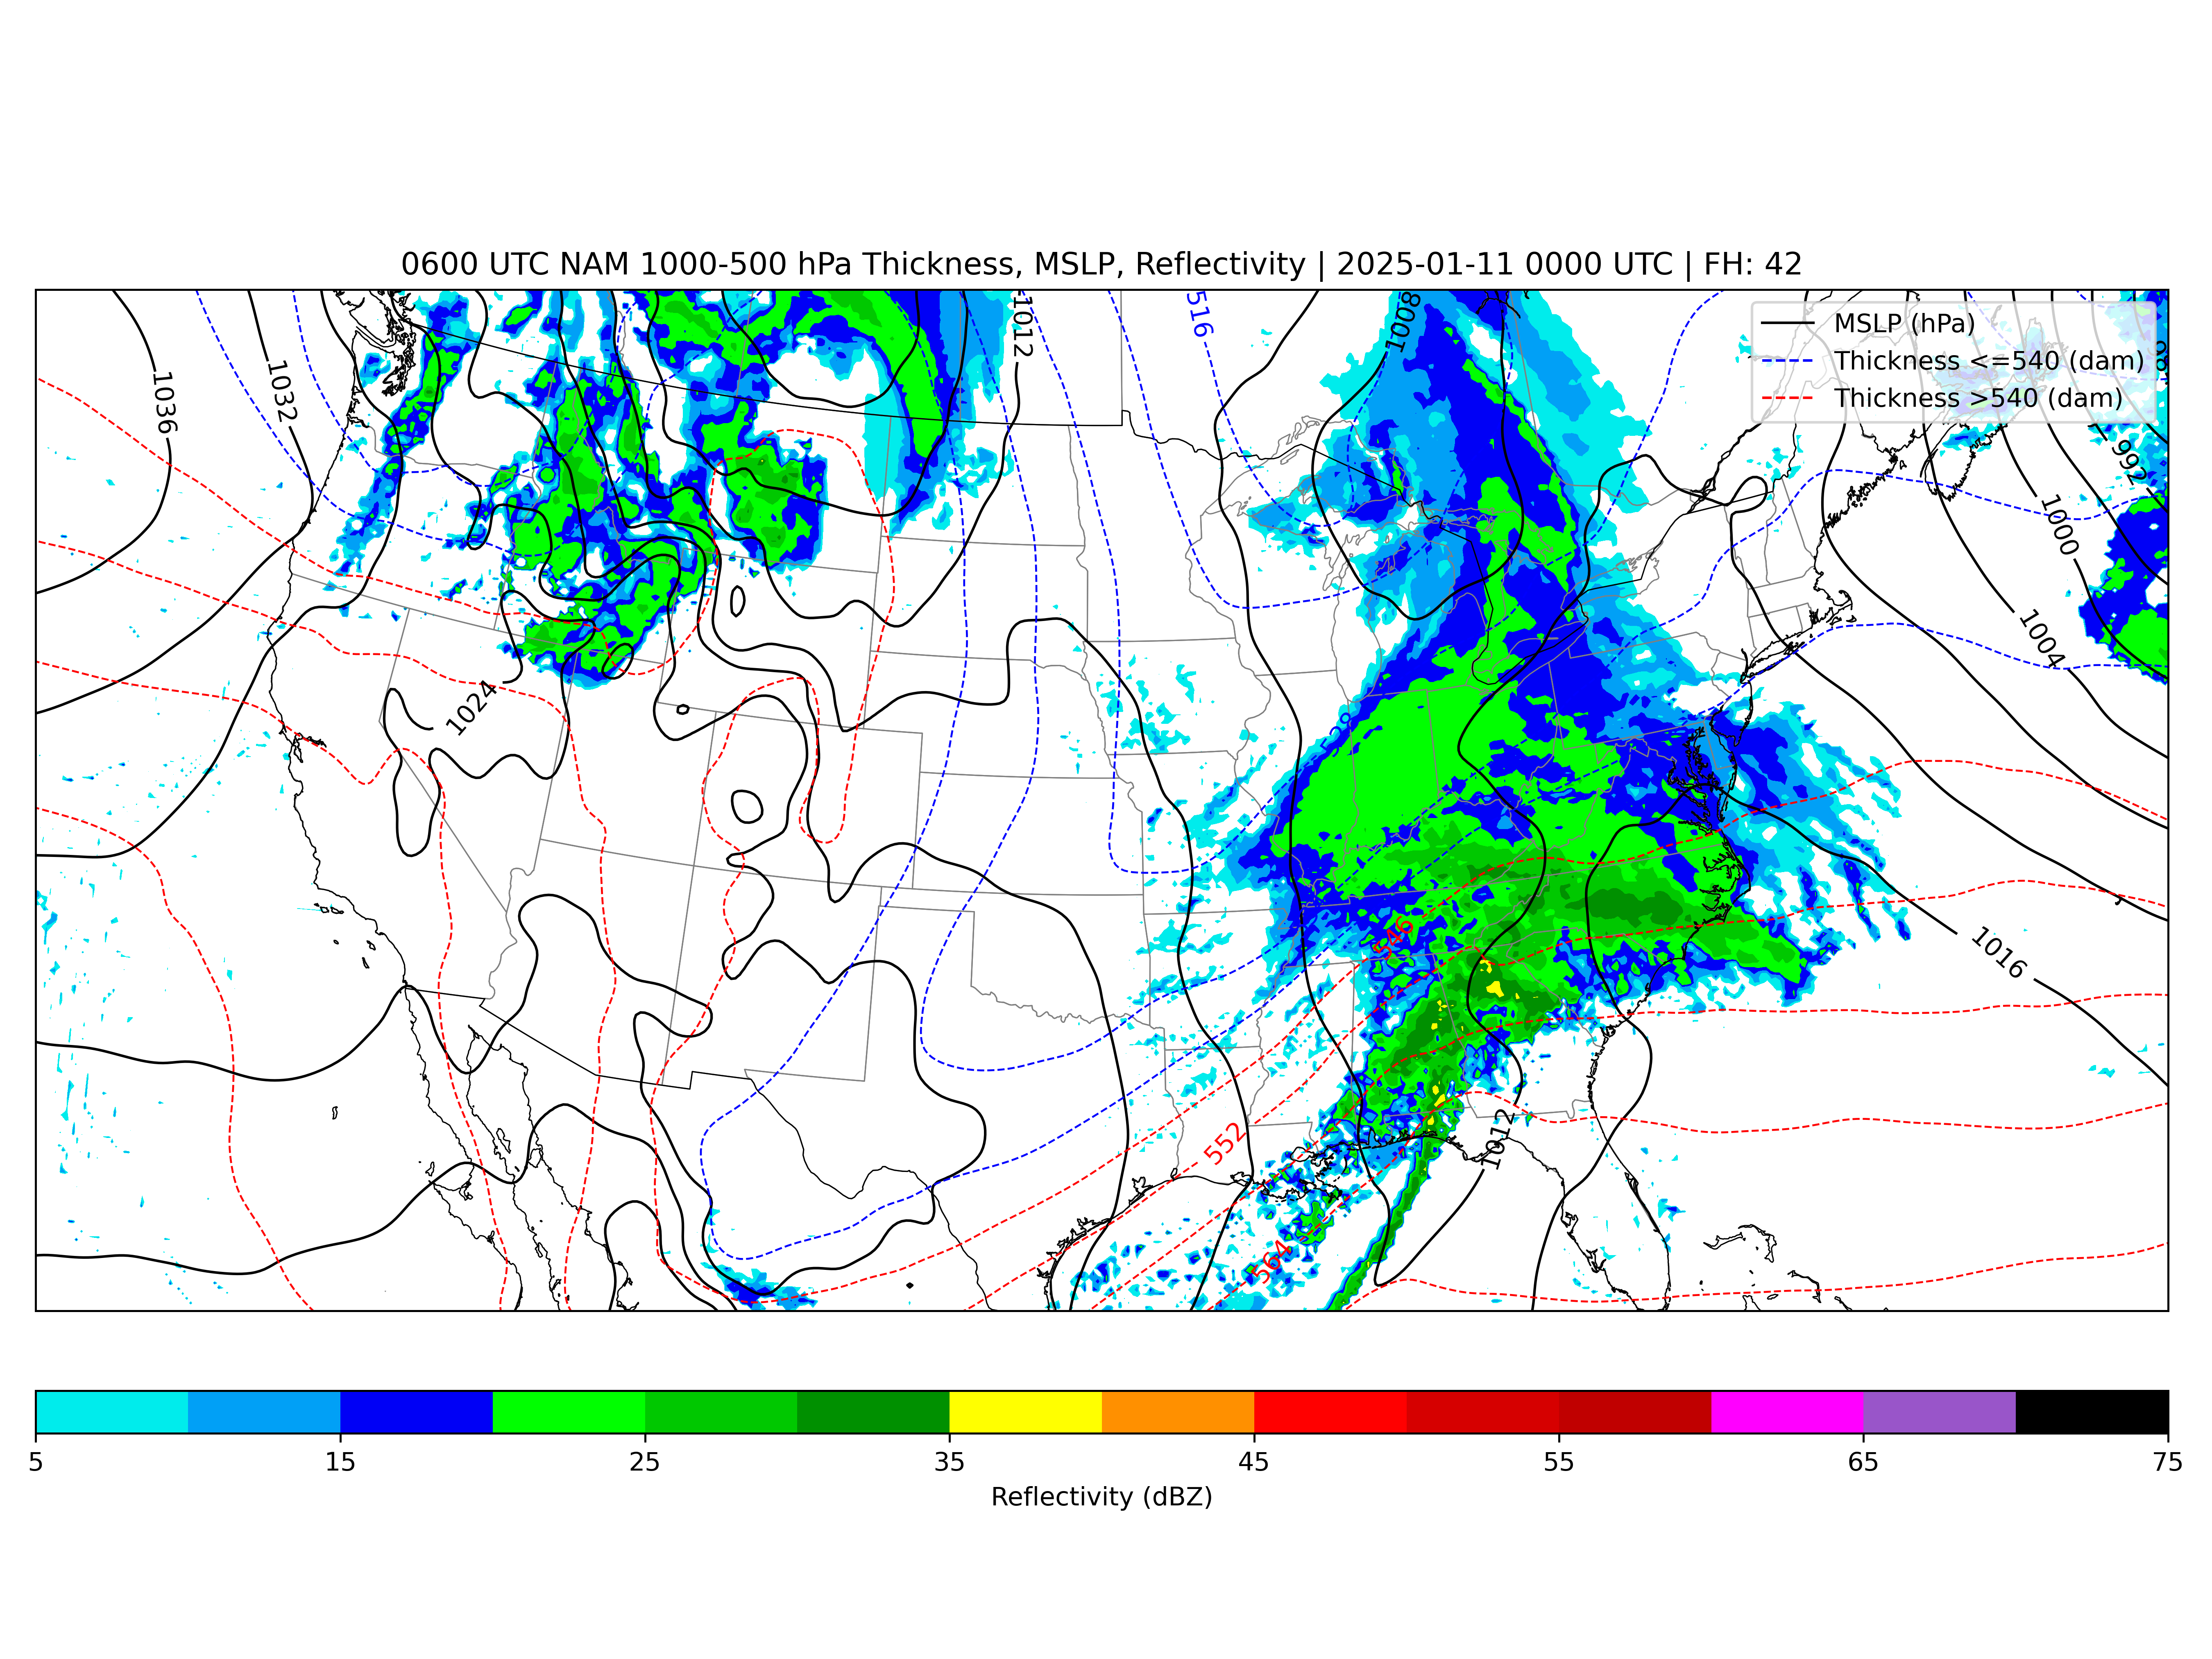 0600 UTC NAM 1000-500 hPa Thickness, MSLP, Reflectivity | 2025-01-11 0000 UTC | FH: 42
MSLP (hPa)
Thickness <=540 (dam)
Thickness >540 (dam)
1036
1032
1012
516
1008
992
1000
1004
1024
546
1016
552
1012
564
5 15 25 35 45 55 65 75
Reflectivity (dBZ)